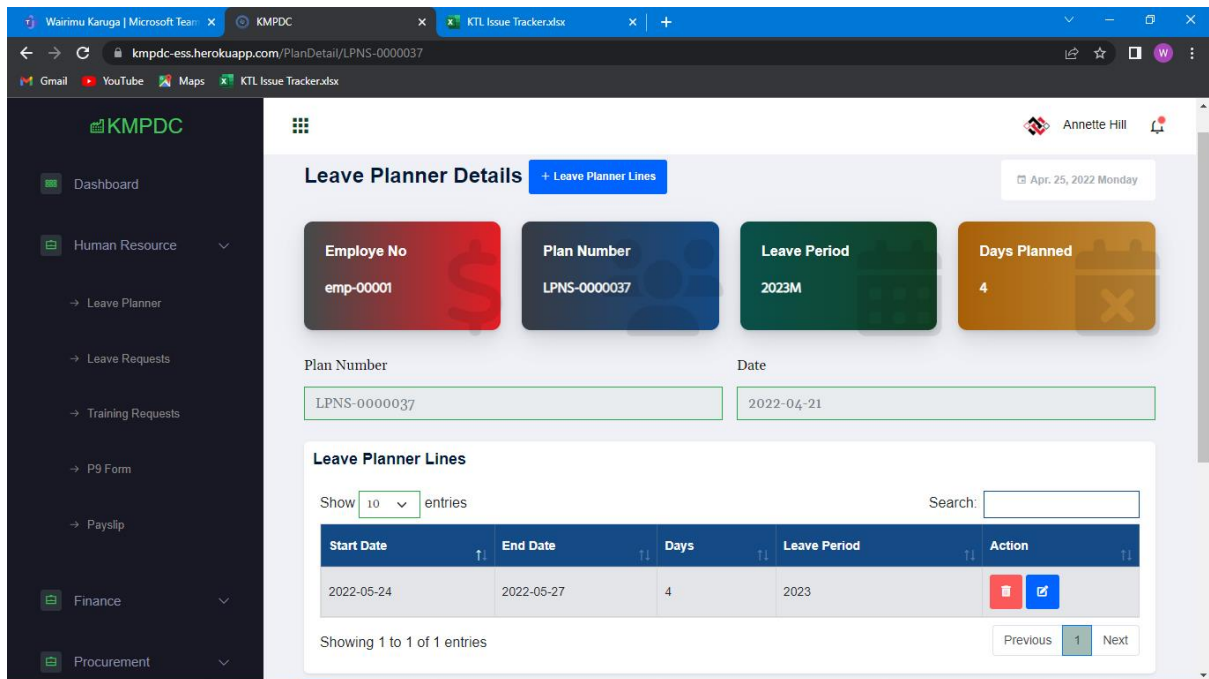 Wairimu Karuga | Microsoft Team
KMPDC
KTL Issue Tracker.xlsx
kmpdc-ess.herokuapp.com/PlanDetail/LPNS-0000037
W
Gmail
YouTube
Maps
KTL Issue Tracker.xlsx
KMPDC
Annette Hill
Dashboard
Human Resource
Leave Planner
Leave Requests
Training Requests
P9 Form
Payslip
Finance
Procurement
Leave Planner Details
+ Leave Planner Lines
Apr. 25, 2022 Monday
Employe No
emp-00001
Plan Number
LPNS-0000037
Leave Period
2023M
Days Planned
4
Plan Number
LPNS-0000037
Date
2022-04-21
Leave Planner Lines
Show 10 entries
Search:
Start Date End Date Days Leave Period Action
2022-05-24 2022-05-27 4 2023
Showing 1 to 1 of 1 entries
Previous 1 Next